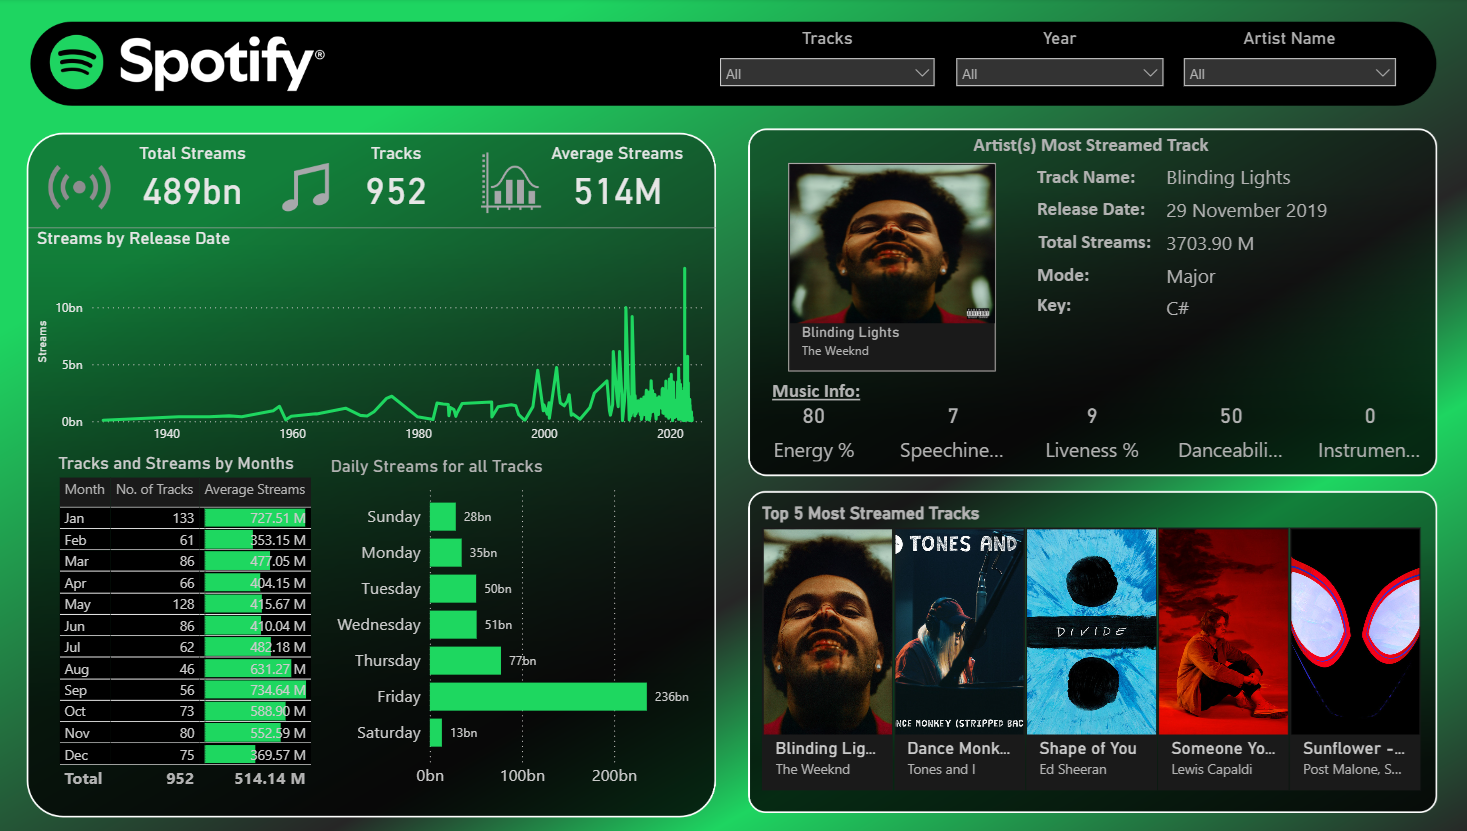 Spotify®
Tracks
Year
Artist Name
All
All
All
Total Streams
489bn
Tracks
952
Average Streams
514M
Streams by Release Date
Streams
10bn
5bn
0bn
1940 1960 1980 2000 2020
Tracks and Streams by Months
Month No. of Tracks Average Streams
Jan 133 727.51 M
Feb 61 353.15 M
Mar 86 477.05 M
Apr 66 404.15 M
May 128 415.67 M
Jun 86 410.04 M
Jul 62 482.18 M
Aug 46 631.27 M
Sep 56 734.64 M
Oct 73 588.90 M
Nov 80 552.59 M
Dec 75 369.57 M
Total 952 514.14 M
Daily Streams for all Tracks
Sunday 28bn
Monday 35bn
Tuesday 50bn
Wednesday 51bn
Thursday 77bn
Friday 236bn
Saturday 13bn
0bn 100bn 200bn
Artist(s) Most Streamed Track
Blinding Lights
The Weeknd
Track Name: Blinding Lights
Release Date: 29 November 2019
Total Streams: 3703.90 M
Mode: Major
Key: C#
Music Info:
80 7 9 50 0
Energy % Speechine... Liveness % Danceabili... Instrumen...
Top 5 Most Streamed Tracks
TONES AND
NCE MONKEY (STRIPPED BAC
DIVIDE
Blinding Lig... Dance Monk... Shape of You Someone Yo... Sunflower -...
The Weeknd Tones and I Ed Sheeran Lewis Capaldi Post Malone, S...